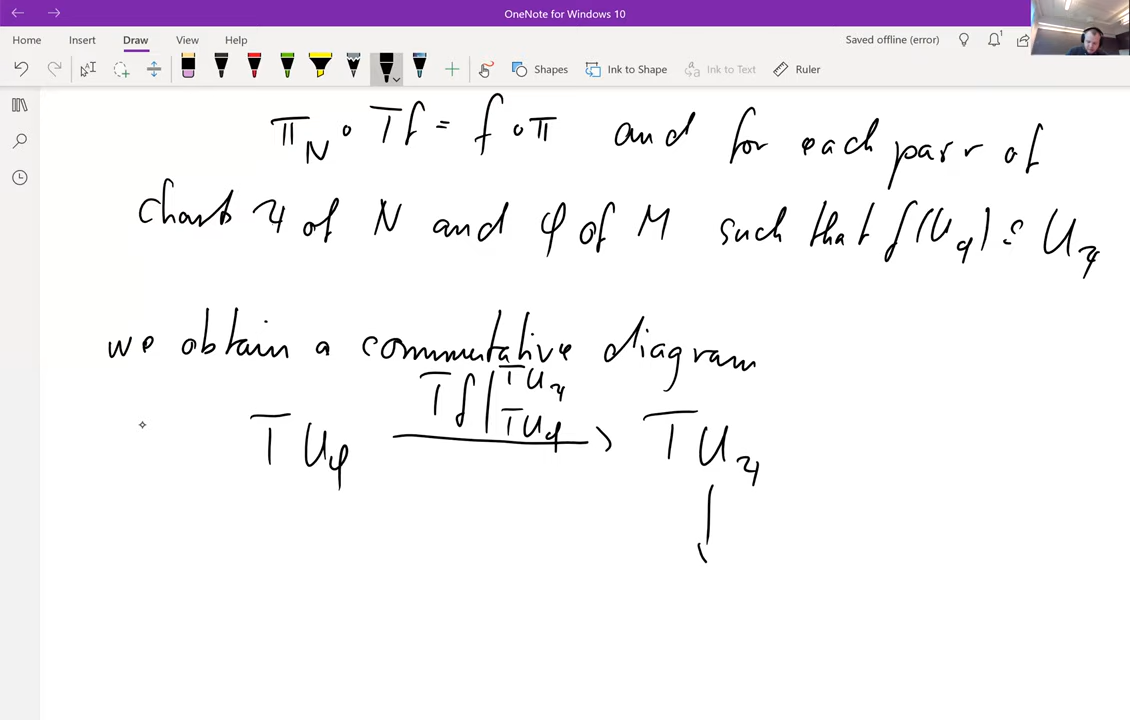 OneNote for Windows 10
Home Insert Draw View Help
Saved offline (error)
1
Shapes Ink to Shape Ink to Text Ruler
π_N ∘ Tf = f ∘ π and for each pair of
charts ψ of N and φ of M such that f(U_φ) ⊆ U_ψ
we obtain a commutative diagram
TU_φ Tf|_{TU_φ}^{TU_ψ} → TU_ψ
↓